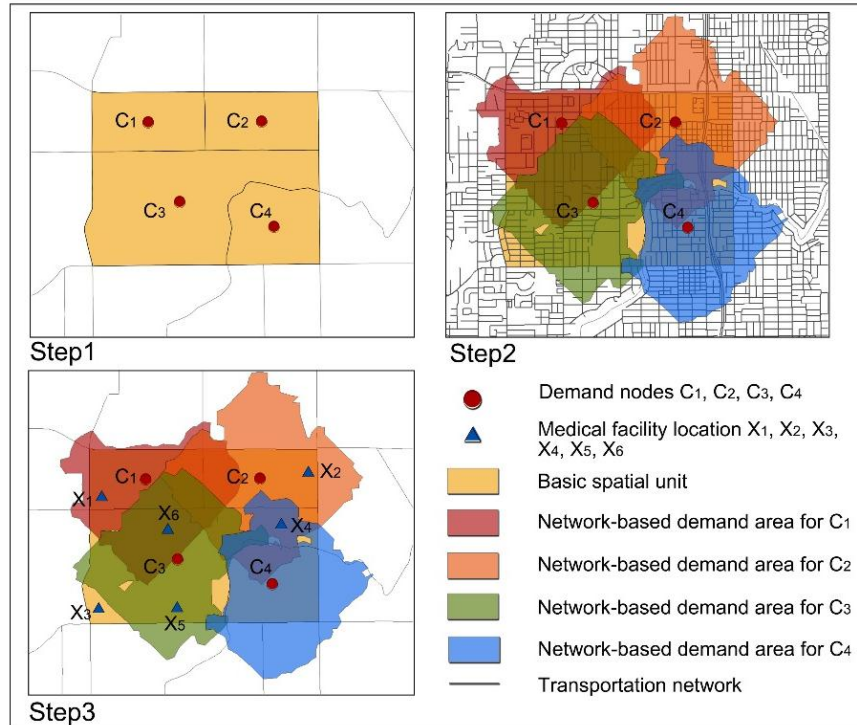 C1
C2
C3
C4
Step1
C1
C2
C3
C4
Step2
C1
C2
X2
X1
X6
X4
C3
C4
X3
X5
Step3
Demand nodes C1, C2, C3, C4
Medical facility location X1, X2, X3,
X4, X5, X6
Basic spatial unit
Network-based demand area for C1
Network-based demand area for C2
Network-based demand area for C3
Network-based demand area for C4
Transportation network